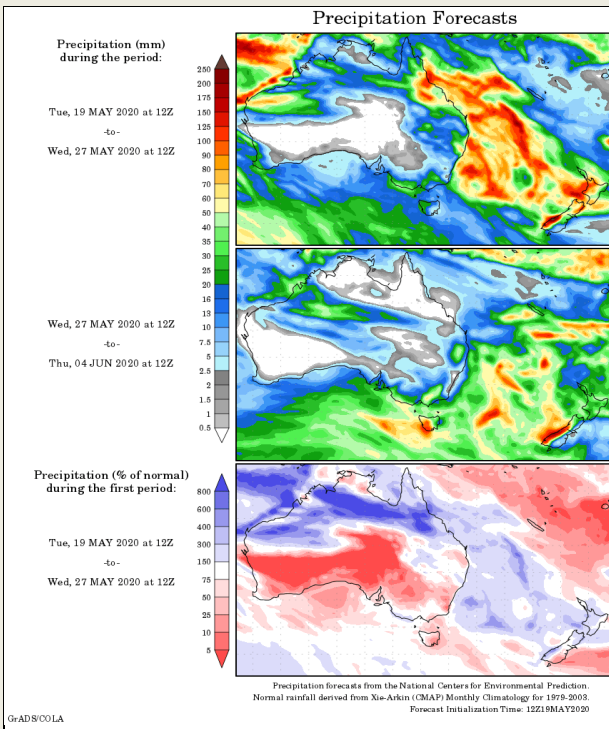 Precipitation Forecasts
Precipitation (mm)
during the period:
Tue, 19 MAY 2020 at 12Z
-to-
Wed, 27 MAY 2020 at 12Z
250
200
175
150
125
100
90
80
70
60
50
40
35
30
25
20
16
13
10
7.5
5
2.5
2
1.5
1
0.5
Wed, 27 MAY 2020 at 12Z
-to-
Thu, 04 JUN 2020 at 12Z
Precipitation (% of normal)
during the first period:
Tue, 19 MAY 2020 at 12Z
-to-
Wed, 27 MAY 2020 at 12Z
800
600
400
300
150
75
50
25
10
5
Precipitation forecasts from the National Centers for Environmental Prediction.
Normal rainfall derived from Xie-Arkin (CMAP) Monthly Climatology for 1979-2003.
Forecast Initialization Time: 12Z19MAY2020
GrADS/COLA